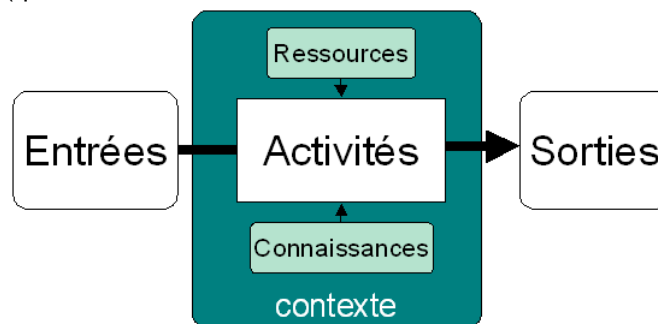 Ressources
Entrées
Activités
Sorties
Connaissances
contexte